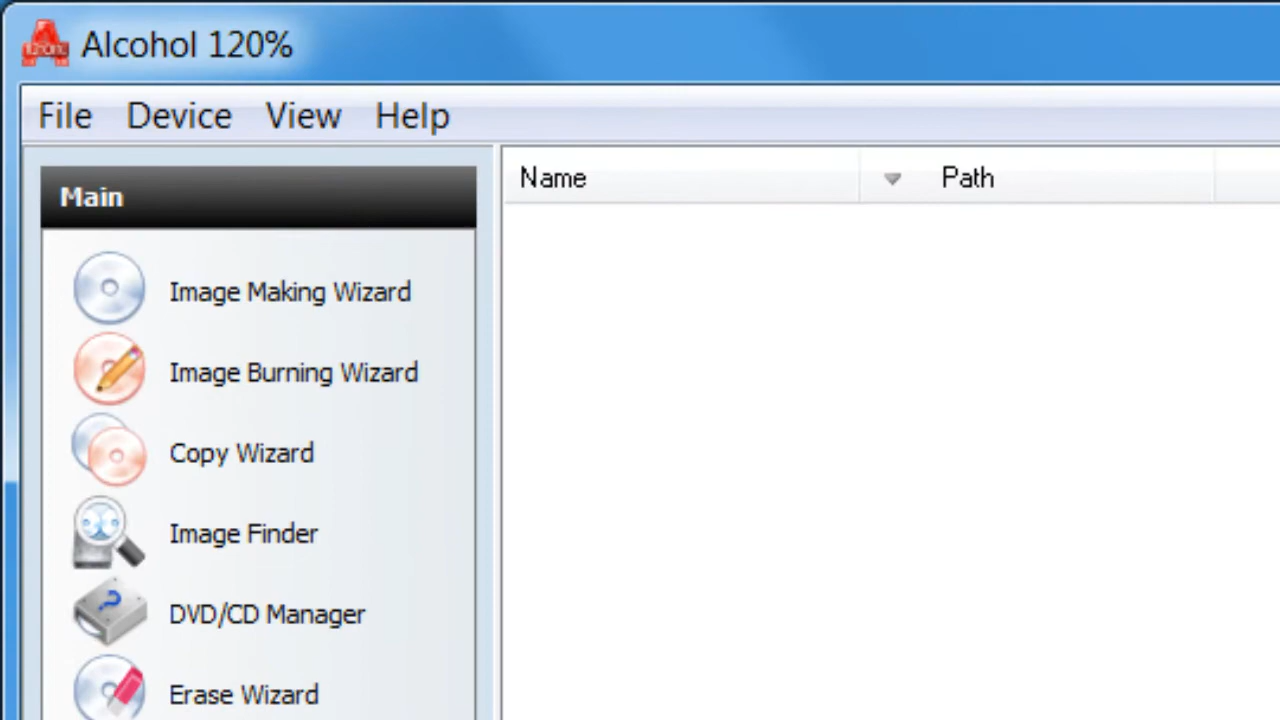 Alcohol 120%
File Device View Help
Main
Name Path
Image Making Wizard
Image Burning Wizard
Copy Wizard
Image Finder
DVD/CD Manager
Erase Wizard